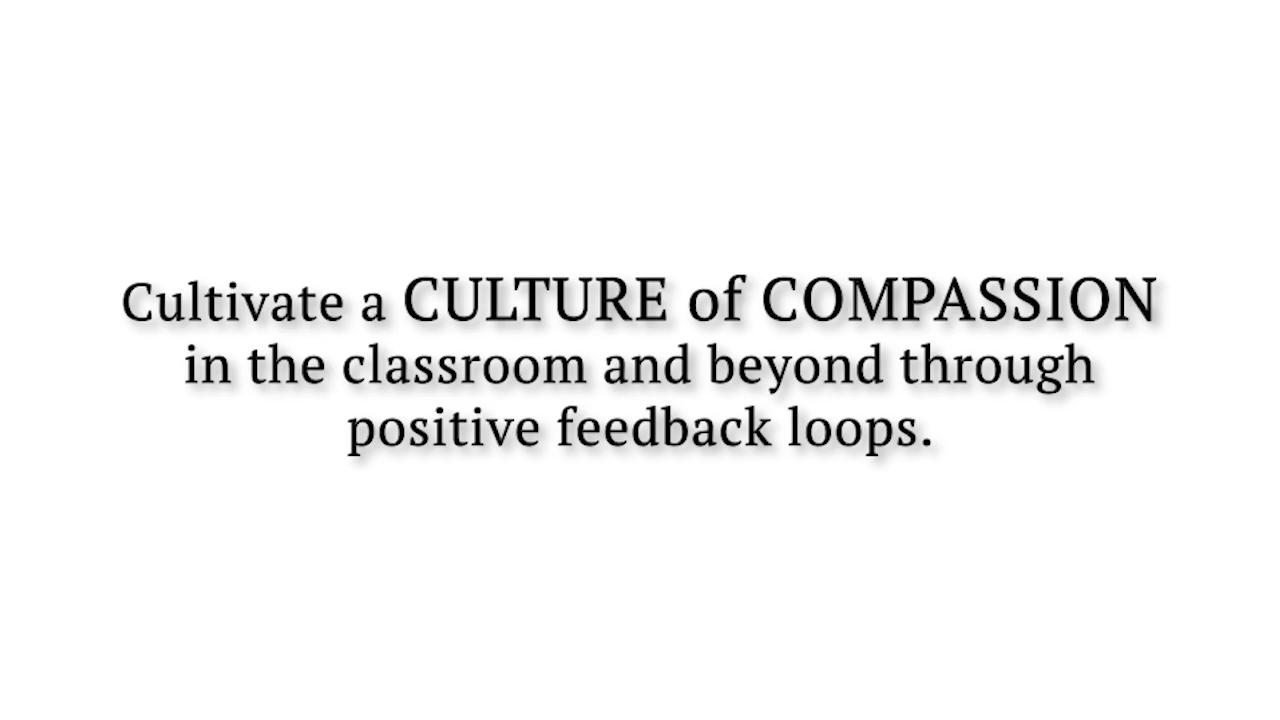 Cultivate a CULTURE of COMPASSION
in the classroom and beyond through
positive feedback loops.